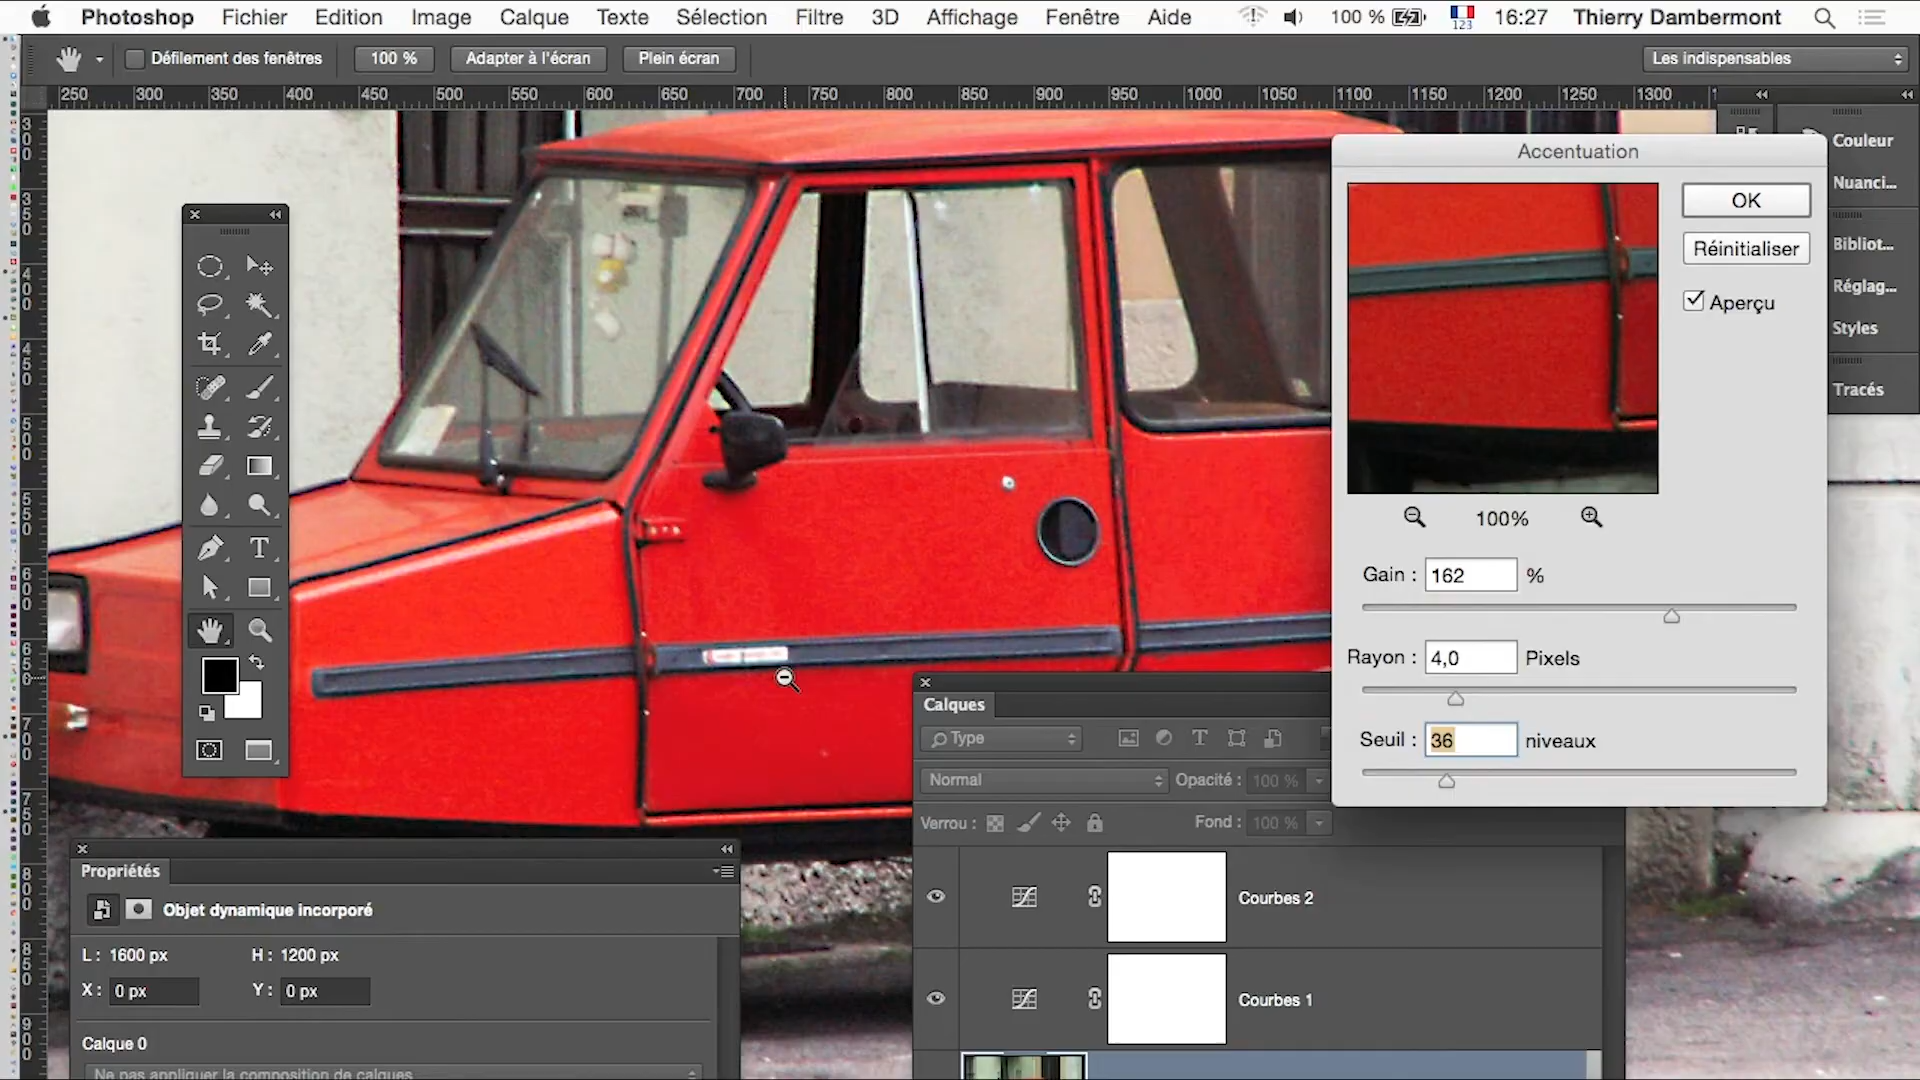 Photoshop Fichier Edition Image Calque Texte Sélection Filtre 3D Affichage Fenêtre Aide 100 % 123 16:27 Thierry Dambermont
Défilement des fenêtres 100 % Adapter à l'écran Plein écran Les indispensables
250 300 350 400 450 500 550 600 650 700 750 800 850 900 950 1000 1050 1100 1150 1200 1250 1300
Accentuation
OK
Réinitialiser
Aperçu
100%
Gain : 162 %
Rayon : 4,0 Pixels
Seuil : 36 niveaux
Couleur
Nuanci...
Bibliot...
Réglag...
Styles
Tracés
Calques
Type
Normal Opacité : 100 %
Verrou : Fond : 100 %
Courbes 2
Courbes 1
Propriétés
Objet dynamique incorporé
L : 1600 px H : 1200 px
X : 0 px Y : 0 px
Calque 0
Ne pas appliquer la composition de calques